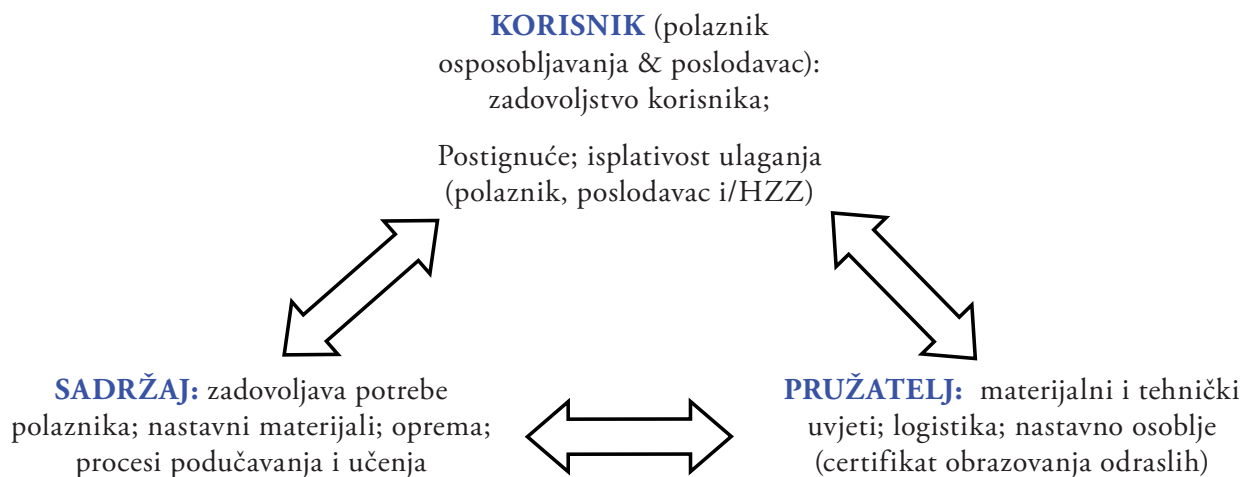 KORISNIK (polaznik
osposobljavanja & poslodavac):
zadovoljstvo korisnika;
Postignuće; isplativost ulaganja
(polaznik, poslodavac i/HZZ)
SADRŽAJ: zadovoljava potrebe
polaznika; nastavni materijali; oprema;
procesi podučavanja i učenja
PRUŽATELJ: materijalni i tehnički
uvjeti; logistika; nastavno osoblje
(certifikat obrazovanja odraslih)